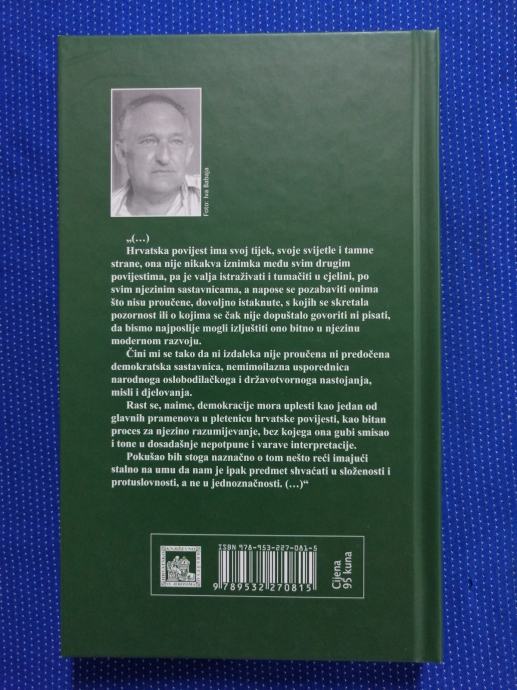 Foto: Iva Babaja
„(…)
Hrvatska povijest ima svoj tijek, svoje svijetle i tamne
strane, ona nije nikakva iznimka među svim drugim
povijestima, pa je valja istraživati i tumačiti u cjelini, po
svim njezinim sastavnicama, a napose se pozabaviti onima
što nisu proučene, dovoljno istaknute, s kojih se skretala
pozornost ili o kojima se čak nije dopuštalo govoriti ni pisati,
da bismo najposlije mogli izljuštiti ono bitno u njezinu
modernom razvoju.
Čini mi se tako da ni izdaleka nije proučena ni predočena
demokratska sastavnica, nemimoilazna usporednica
narodnoga oslobodilačkoga i državotvornoga nastojanja,
misli i djelovanja.
Rast se, naime, demokracije mora uplesti kao jedan od
glavnih pramenova u pletenicu hrvatske povijesti, kao bitan
proces za njezino razumijevanje, bez kojega ona gubi smisao
i tone u dosadašnje nepotpune i varave interpretacije.
Pokušao bih stoga naznačno o tom nešto reći imajući
stalno na umu da nam je ipak predmet shvaćati u složenosti i
protuslovnosti, a ne u jednoznačnosti. (…)“
ISBN 978-953-227-081-5
9 789532 270815
Cijena
95 kuna